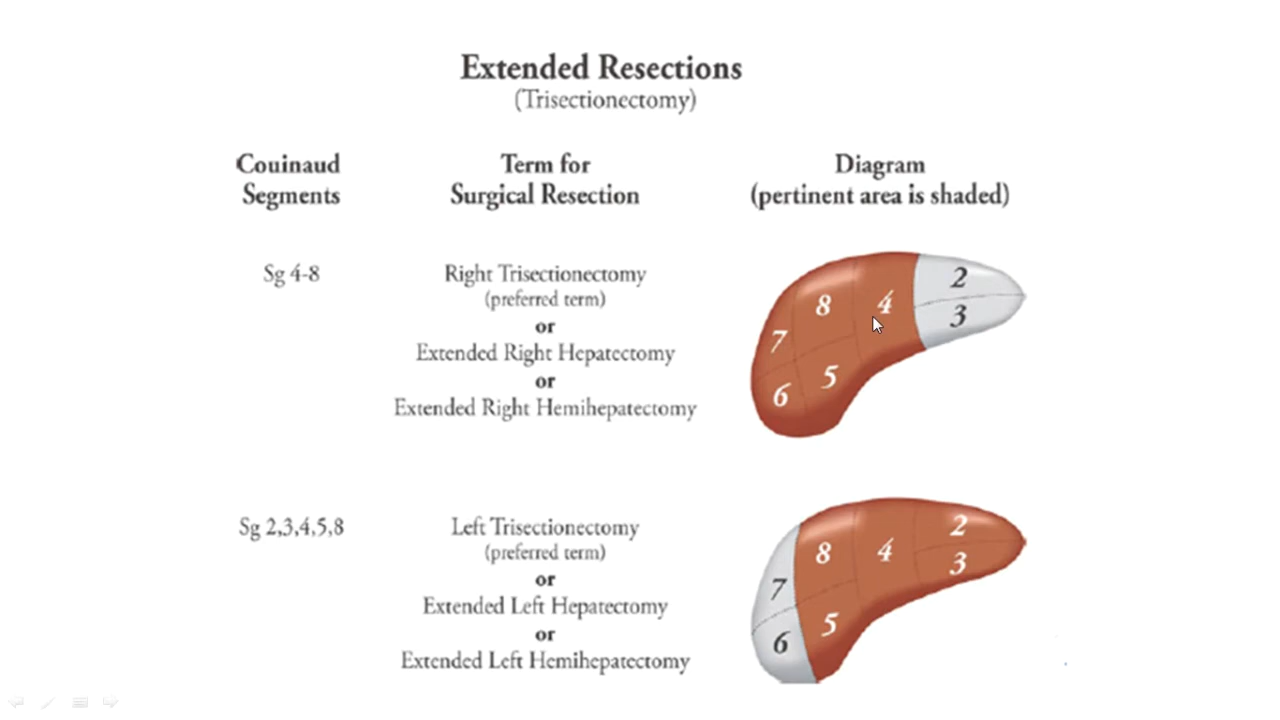 Extended Resections
(Trisectionectomy)
Couinaud
Segments
Term for
Surgical Resection
Diagram
(pertinent area is shaded)
Sg 4-8
Right Trisectionectomy
(preferred term)
or
Extended Right Hepatectomy
or
Extended Right Hemihepatectomy
2
3
4
8
7
5
6
Sg 2,3,4,5,8
Left Trisectionectomy
(preferred term)
or
Extended Left Hepatectomy
or
Extended Left Hemihepatectomy
2
3
4
8
7
5
6